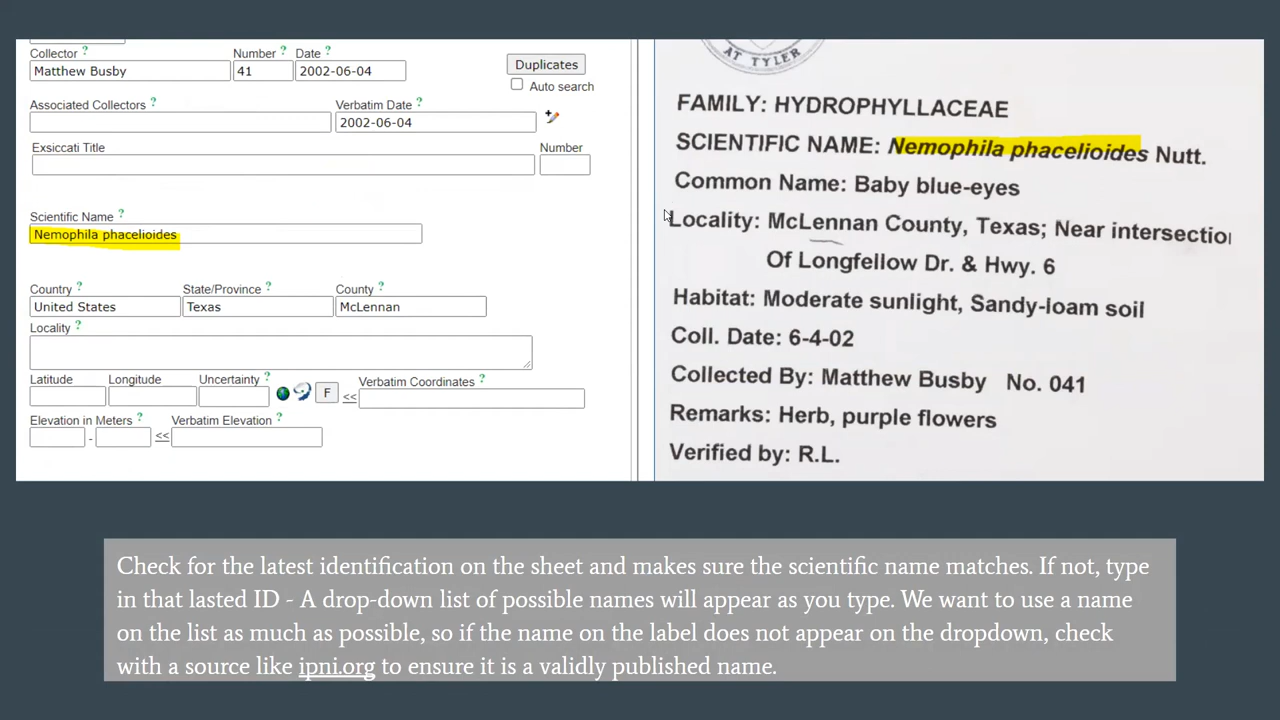 Collector ? Number ? Date ?
Matthew Busby 41 2002-06-04
Duplicates
Auto search
Associated Collectors ? Verbatim Date ?
2002-06-04
Exsiccati Title Number
Scientific Name ?
Nemophila phacelioides
Country ? State/Province ? County ?
United States Texas McLennan
Locality ?
Latitude Longitude Uncertainty ? Verbatim Coordinates ?
F <<
Elevation in Meters ? Verbatim Elevation ?
- <<
AT TYLER
FAMILY: HYDROPHYLLACEAE
SCIENTIFIC NAME: Nemophila phacelioides Nutt.
Common Name: Baby blue-eyes
Locality: McLennan County, Texas; Near intersectio
Of Longfellow Dr. & Hwy. 6
Habitat: Moderate sunlight, Sandy-loam soil
Coll. Date: 6-4-02
Collected By: Matthew Busby No. 041
Remarks: Herb, purple flowers
Verified by: R.L.
Check for the latest identification on the sheet and makes sure the scientific name matches. If not, type
in that lasted ID - A drop-down list of possible names will appear as you type. We want to use a name
on the list as much as possible, so if the name on the label does not appear on the dropdown, check
with a source like ipni.org to ensure it is a validly published name.